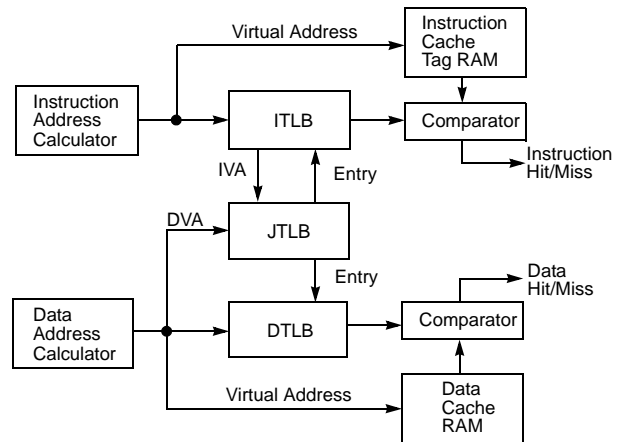 Virtual Address
Instruction
Cache
Tag RAM
Instruction
Address
Calculator
ITLB
Comparator
Instruction
Hit/Miss
IVA
Entry
DVA
JTLB
Entry
Data
Hit/Miss
Data
Address
Calculator
DTLB
Comparator
Virtual Address
Data
Cache
RAM